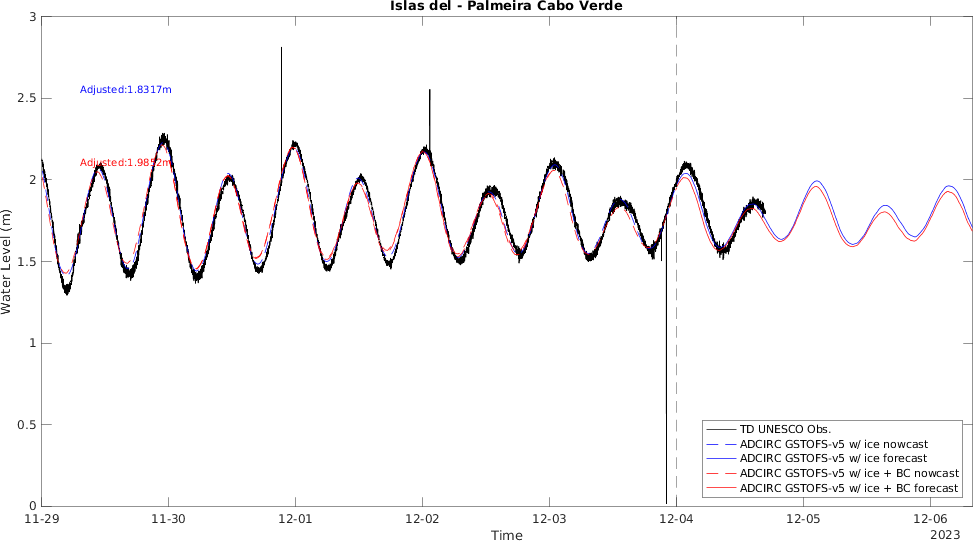 Islas del - Palmeira Cabo Verde
3
2.5
2
1.5
1
0.5
0
Water Level (m)
Adjusted:1.8317m
Adjusted:1.9852m
TD UNESCO Obs.
ADCIRC GSTOFS-v5 w/ ice nowcast
ADCIRC GSTOFS-v5 w/ ice forecast
ADCIRC GSTOFS-v5 w/ ice + BC nowcast
ADCIRC GSTOFS-v5 w/ ice + BC forecast
11-29 11-30 12-01 12-02 12-03 12-04 12-05 12-06
Time
2023